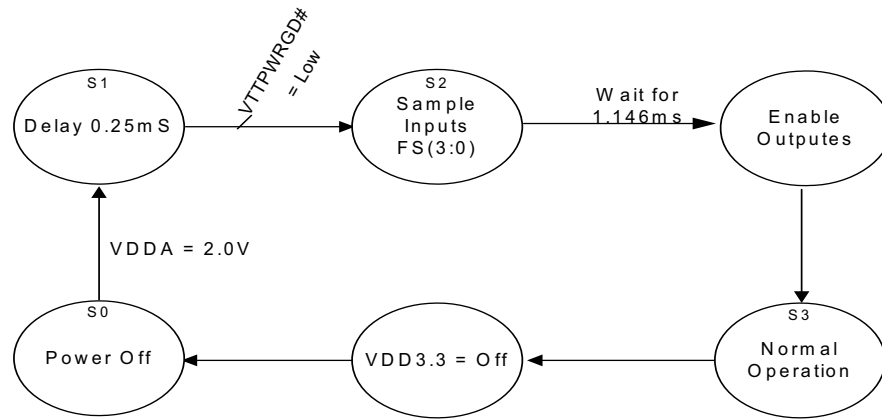 S1
Delay 0.25mS
VTTPWRGD#
= Low
S2
Sample
Inputs
FS(3:0)
Wait for
1.146ms
Enable
Outputes
VDDA = 2.0V
S0
Power Off
VDD3.3 = Off
S3
Normal
Operation